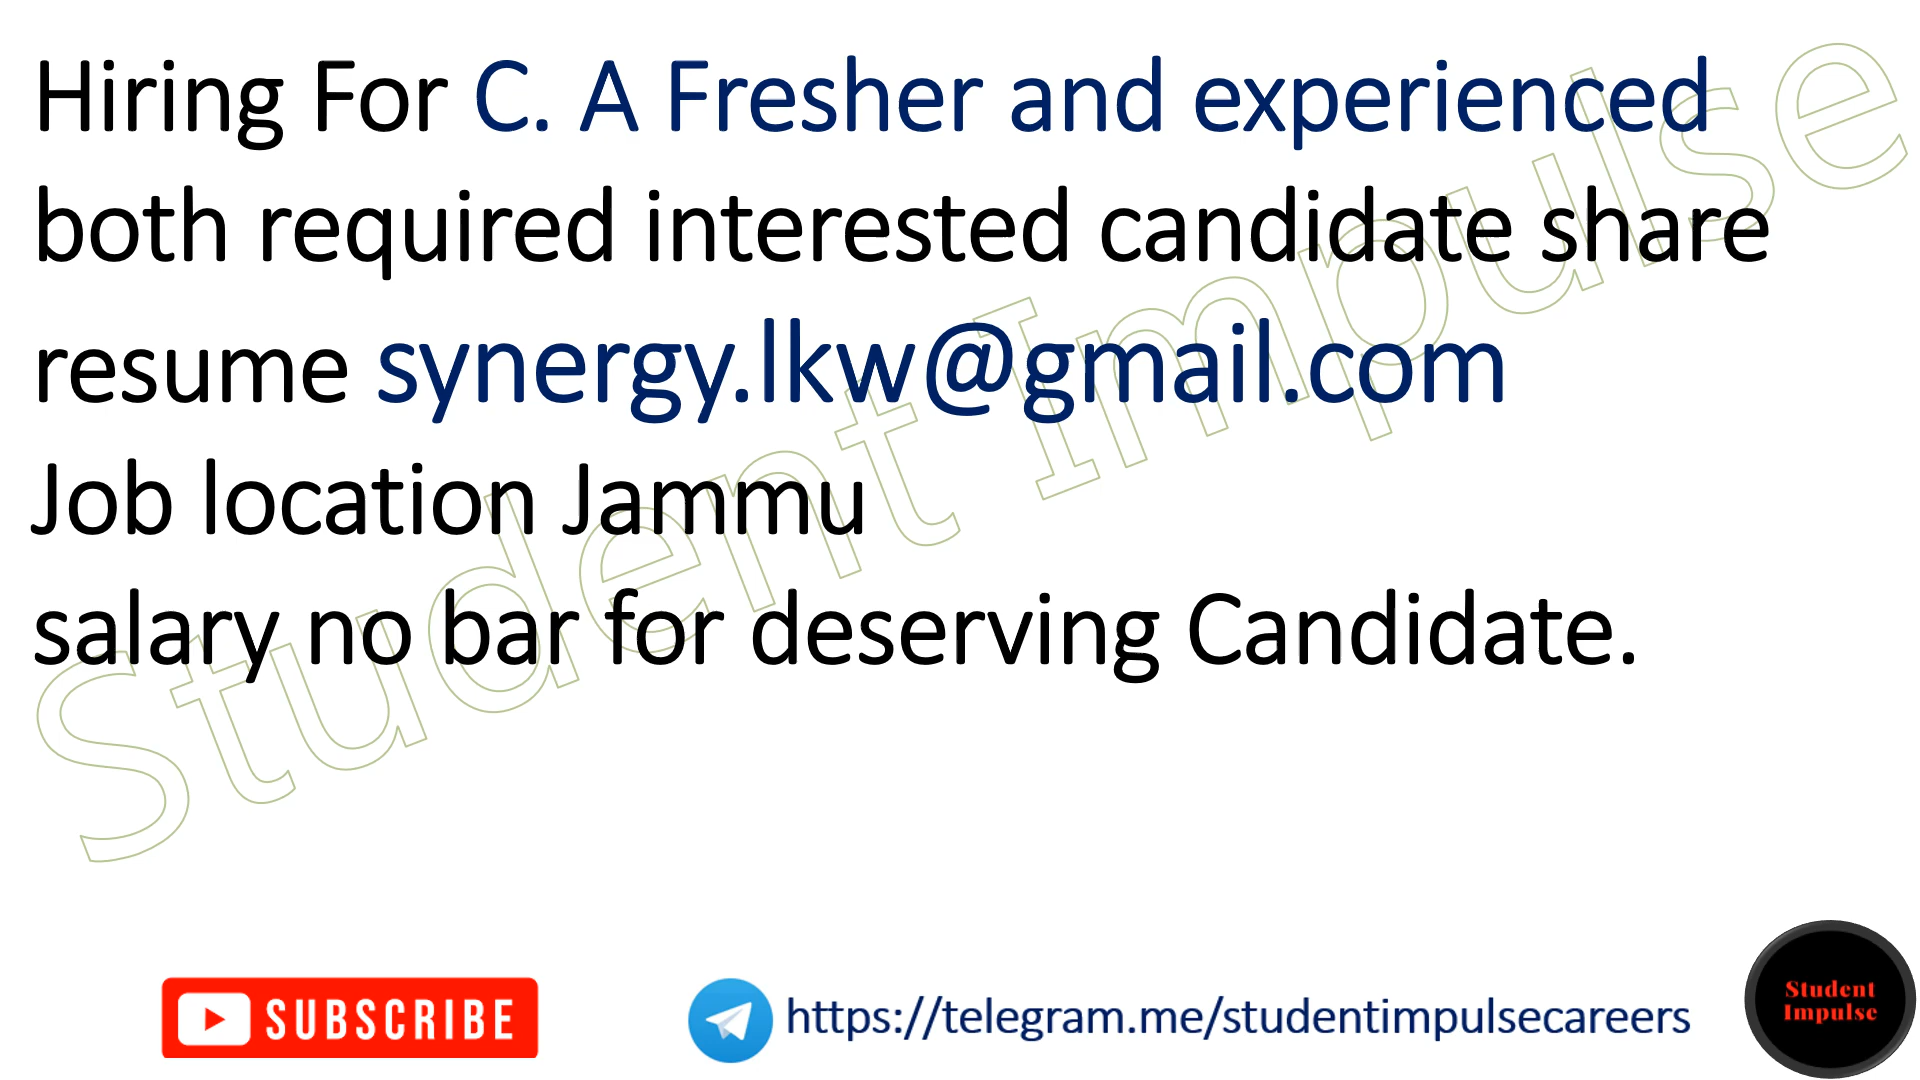 Hiring For C. A Fresher and experienced
both required interested candidate share
resume synergy.lkw@gmail.com
Job location Jammu
salary no bar for deserving Candidate.
Student Impulse
SUBSCRIBE
https://telegram.me/studentimpulsecareers
Student
Impulse